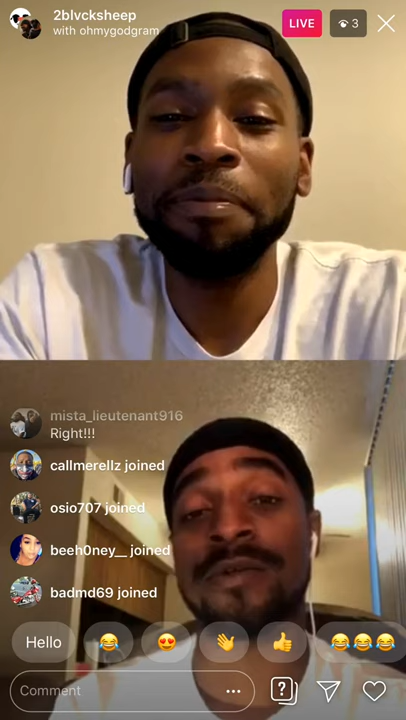 2blvcksheep
with ohmygodgram
LIVE
3
mista_lieutenant916
Right!!!
callmerellz joined
osio707 joined
beeh0ney__ joined
badmd69 joined
Hello 😂 😍 👋 👍 😂😂😂
Comment